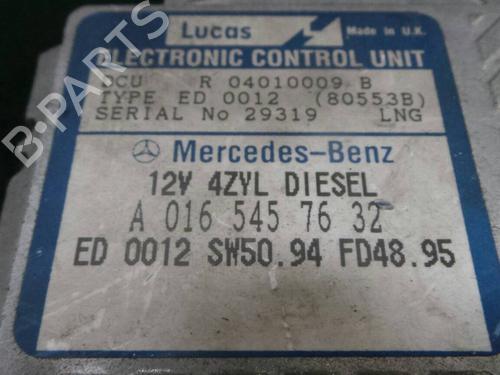 Lucas Made in U.K.
ELECTRONIC CONTROL UNIT
DCU R 04010009 B
TYPE ED 0012 (80553B)
SERIAL No 29319 LNG
Mercedes-Benz
12V 4ZYL DIESEL
A 016 545 76 32
ED 0012 SW50.94 FD48.95
B-PARTS